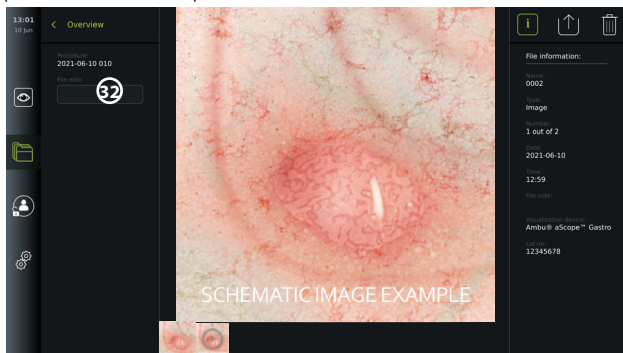 13:01
10 Jun
Overview
Procedure:
2021-06-10 010
File note
32
SCHEMATIC IMAGE EXAMPLE
i
File information:
Name:
0002
Type:
Image
Number:
1 out of 2
Date:
2021-06-10
Time
12:59
File note:
Visualization device:
Ambu® aScope™ Gastro
Lot no.
12345678